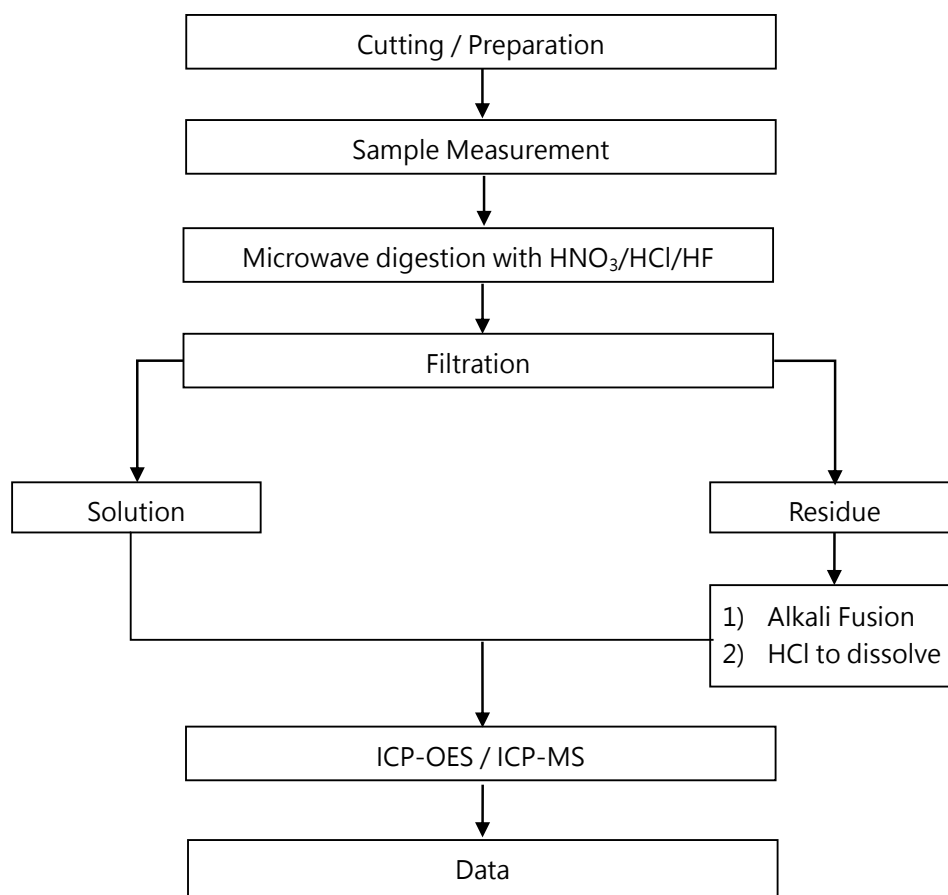 Cutting / Preparation
Sample Measurement
Microwave digestion with HNO₃/HCl/HF
Filtration
Solution
Residue
1) Alkali Fusion
2) HCl to dissolve
ICP-OES / ICP-MS
Data